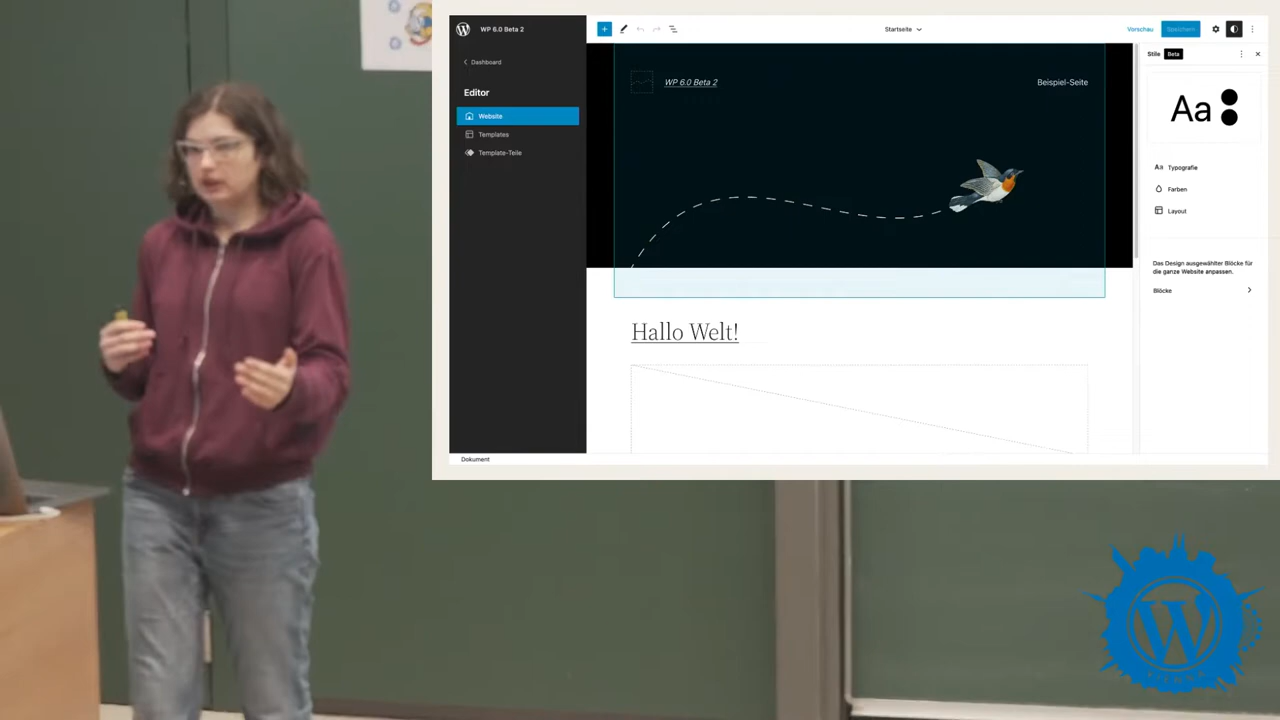 WP 6.0 Beta 2
Startseite
Vorschau
Speichern
Dashboard
Editor
Website
Templates
Template-Teile
WP 6.0 Beta 2
Beispiel-Seite
Hallo Welt!
Stile Beta
Aa
Aa Typografie
Farben
Layout
Das Design ausgewählter Blöcke für
die ganze Website anpassen.
Blöcke
Dokument